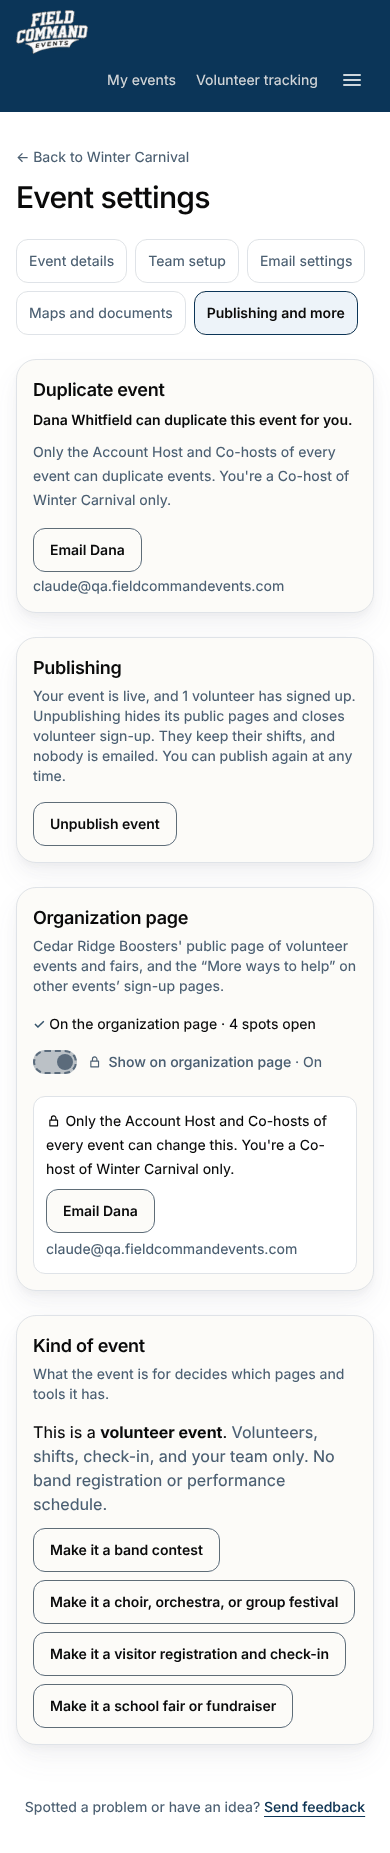 FIELD
COMMAND
EVENTS
My events Volunteer tracking
← Back to Winter Carnival
Event settings
Event details Team setup Email settings
Maps and documents Publishing and more
Duplicate event
Dana Whitfield can duplicate this event for you.
Only the Account Host and Co-hosts of every
event can duplicate events. You're a Co-host of
Winter Carnival only.
Email Dana
claude@qa.fieldcommandevents.com
Publishing
Your event is live, and 1 volunteer has signed up.
Unpublishing hides its public pages and closes
volunteer sign-up. They keep their shifts, and
nobody is emailed. You can publish again at any
time.
Unpublish event
Organization page
Cedar Ridge Boosters' public page of volunteer
events and fairs, and the “More ways to help” on
other events’ sign-up pages.
✓ On the organization page · 4 spots open
Show on organization page · On
Only the Account Host and Co-hosts of
every event can change this. You're a Co-
host of Winter Carnival only.
Email Dana
claude@qa.fieldcommandevents.com
Kind of event
What the event is for decides which pages and
tools it has.
This is a volunteer event. Volunteers,
shifts, check-in, and your team only. No
band registration or performance
schedule.
Make it a band contest
Make it a choir, orchestra, or group festival
Make it a visitor registration and check-in
Make it a school fair or fundraiser
Spotted a problem or have an idea? Send feedback